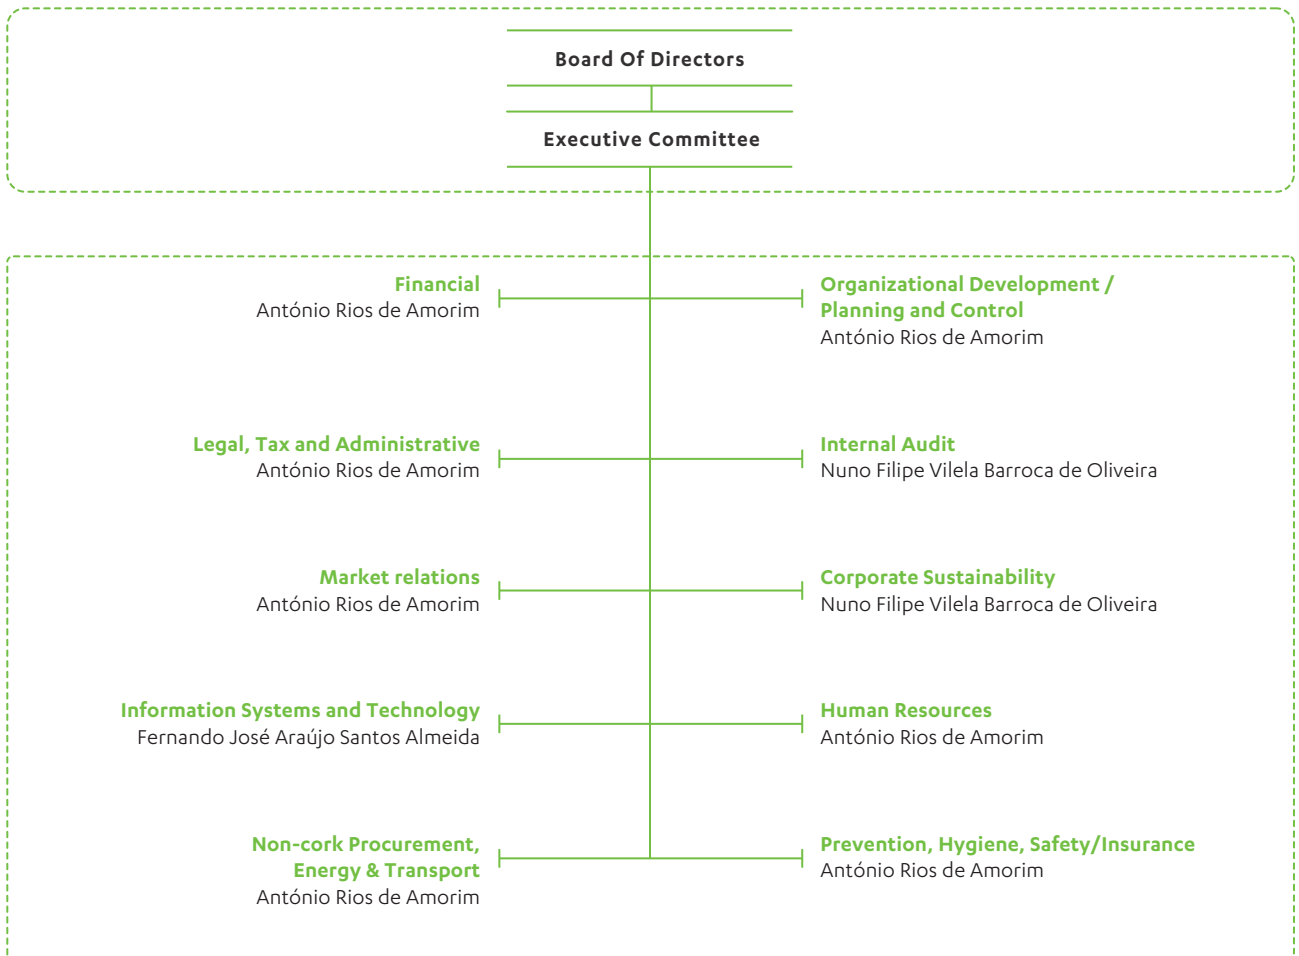 Board Of Directors
Executive Committee
Financial
António Rios de Amorim
Organizational Development /
Planning and Control
António Rios de Amorim
Legal, Tax and Administrative
António Rios de Amorim
Internal Audit
Nuno Filipe Vilela Barroca de Oliveira
Market relations
António Rios de Amorim
Corporate Sustainability
Nuno Filipe Vilela Barroca de Oliveira
Information Systems and Technology
Fernando José Araújo Santos Almeida
Human Resources
António Rios de Amorim
Non-cork Procurement,
Energy & Transport
António Rios de Amorim
Prevention, Hygiene, Safety/Insurance
António Rios de Amorim